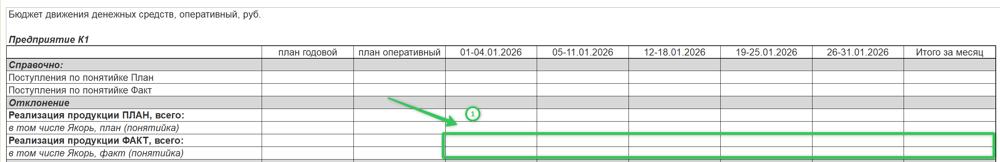 Бюджет движения денежных средств, оперативный, руб.
Предприятие К1
план годовой план оперативный 01-04.01.2026 05-11.01.2026 12-18.01.2026 19-25.01.2026 26-31.01.2026 Итого за месяц
Справочно:
Поступления по понятийке План
Поступления по понятийке Факт
Отклонение
Реализация продукции ПЛАН, всего:
1
в том числе Якорь, план (понятийка)
Реализация продукции ФАКТ, всего:
в том числе Якорь, факт (понятийка)